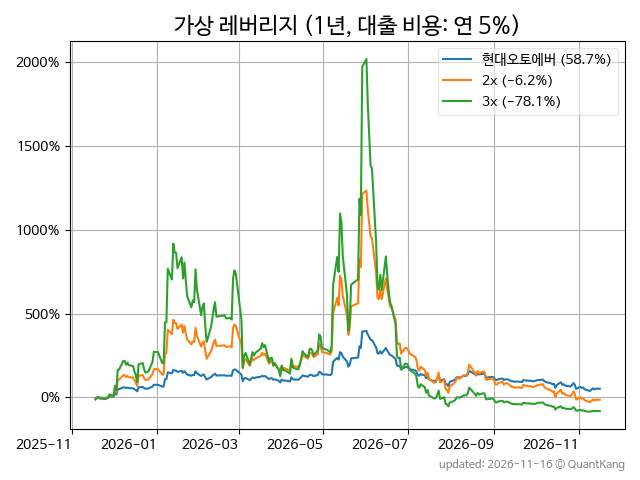 가상 레버리지 (1년, 대출 비용: 연 5%)
현대오토에버 (58.7%)
2x (−6.2%)
3x (−78.1%)
2000%
1500%
1000%
500%
0%
2025-11 2026-01 2026-03 2026-05 2026-07 2026-09 2026-11
updated: 2026-11-16 © QuantKang